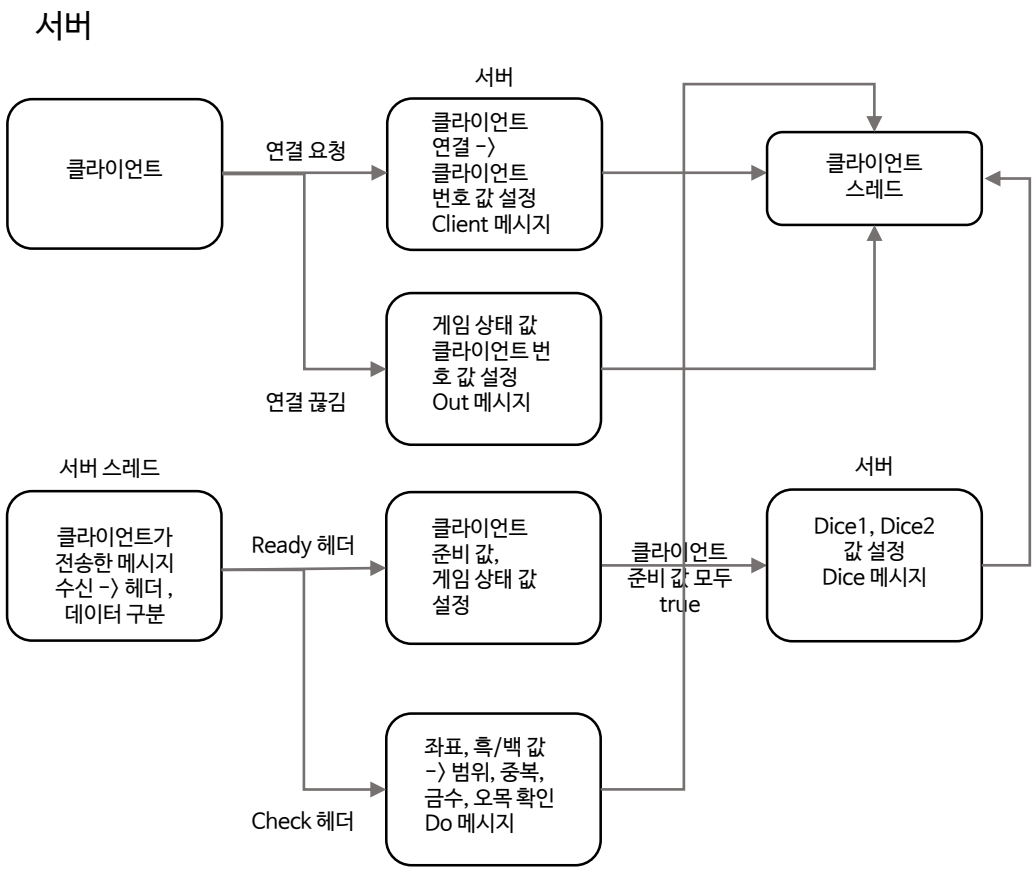 서버
서버
클라이언트
연결 요청
클라이언트
연결 ->
클라이언트
번호 값 설정
Client 메시지
클라이언트
스레드
게임 상태 값
클라이언트 번
호 값 설정
Out 메시지
연결 끊김
서버 스레드
서버
클라이언트가
전송한 메시지
수신 -> 헤더 ,
데이터 구분
Ready 헤더
클라이언트
준비 값,
게임 상태 값
설정
클라이언트
준비 값 모두
true
Dice1, Dice2
값 설정
Dice 메시지
좌표, 흑/백 값
-> 범위, 중복,
금수, 오목 확인
Do 메시지
Check 헤더